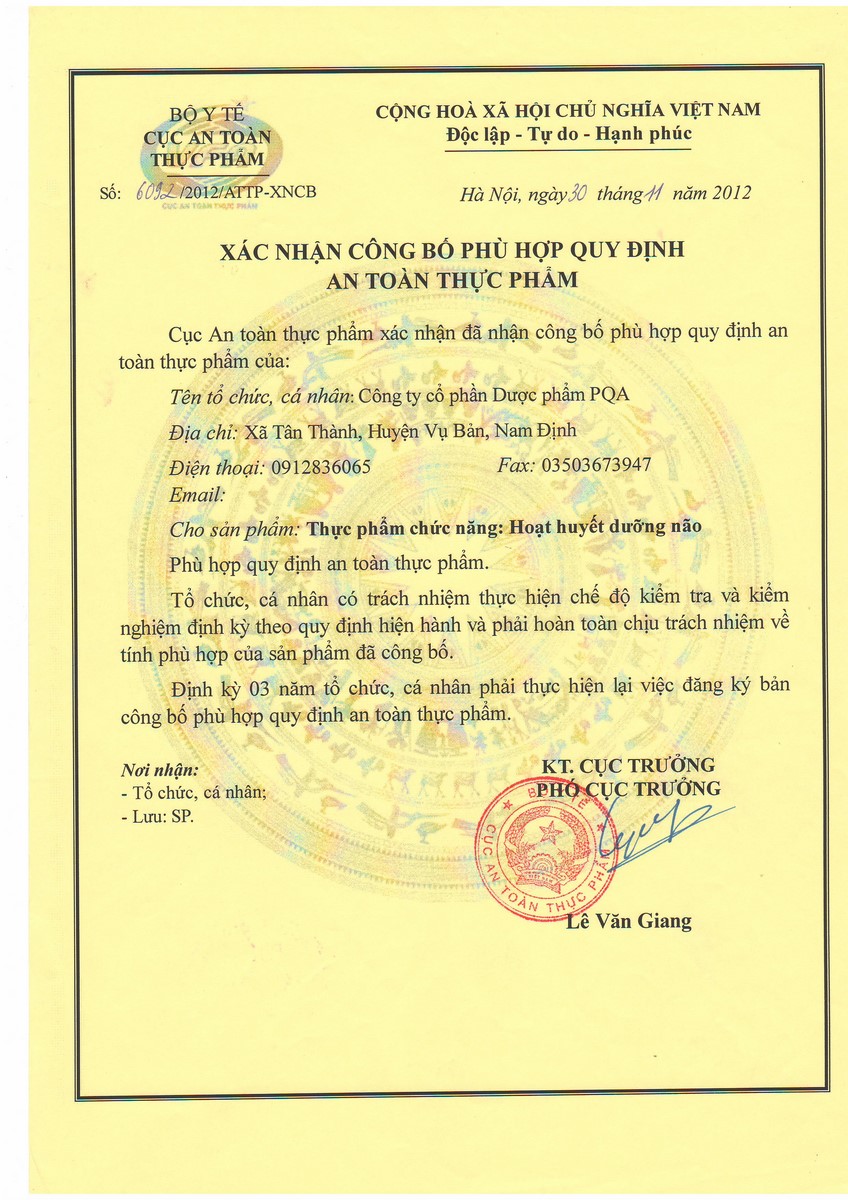 BỘ Y TẾ
CỤC AN TOÀN
THỰC PHẨM
Số: 6092/2012/ATTP-XNCB
CỤC AN TOÀN THỰC PHẨM
CỘNG HOÀ XÃ HỘI CHỦ NGHĨA VIỆT NAM
Độc lập - Tự do - Hạnh phúc
Hà Nội, ngày 30 tháng 11 năm 2012
XÁC NHẬN CÔNG BỐ PHÙ HỢP QUY ĐỊNH
AN TOÀN THỰC PHẨM
Cục An toàn thực phẩm xác nhận đã nhận công bố phù hợp quy định an
toàn thực phẩm của:
Tên tổ chức, cá nhân: Công ty cổ phần Dược phẩm PQA
Địa chỉ: Xã Tân Thành, Huyện Vụ Bản, Nam Định
Điện thoại: 0912836065 Fax: 03503673947
Email:
Cho sản phẩm: Thực phẩm chức năng: Hoạt huyết dưỡng não
Phù hợp quy định an toàn thực phẩm.
Tổ chức, cá nhân có trách nhiệm thực hiện chế độ kiểm tra và kiểm
nghiệm định kỳ theo quy định hiện hành và phải hoàn toàn chịu trách nhiệm về
tính phù hợp của sản phẩm đã công bố.
Định kỳ 03 năm tổ chức, cá nhân phải thực hiện lại việc đăng ký bản
công bố phù hợp quy định an toàn thực phẩm.
Nơi nhận:
- Tổ chức, cá nhân;
- Lưu: SP.
KT. CỤC TRƯỞNG
PHÓ CỤC TRƯỞNG
BỘ Y TẾ
CỤC AN TOÀN THỰC PHẨM
Lê Văn Giang